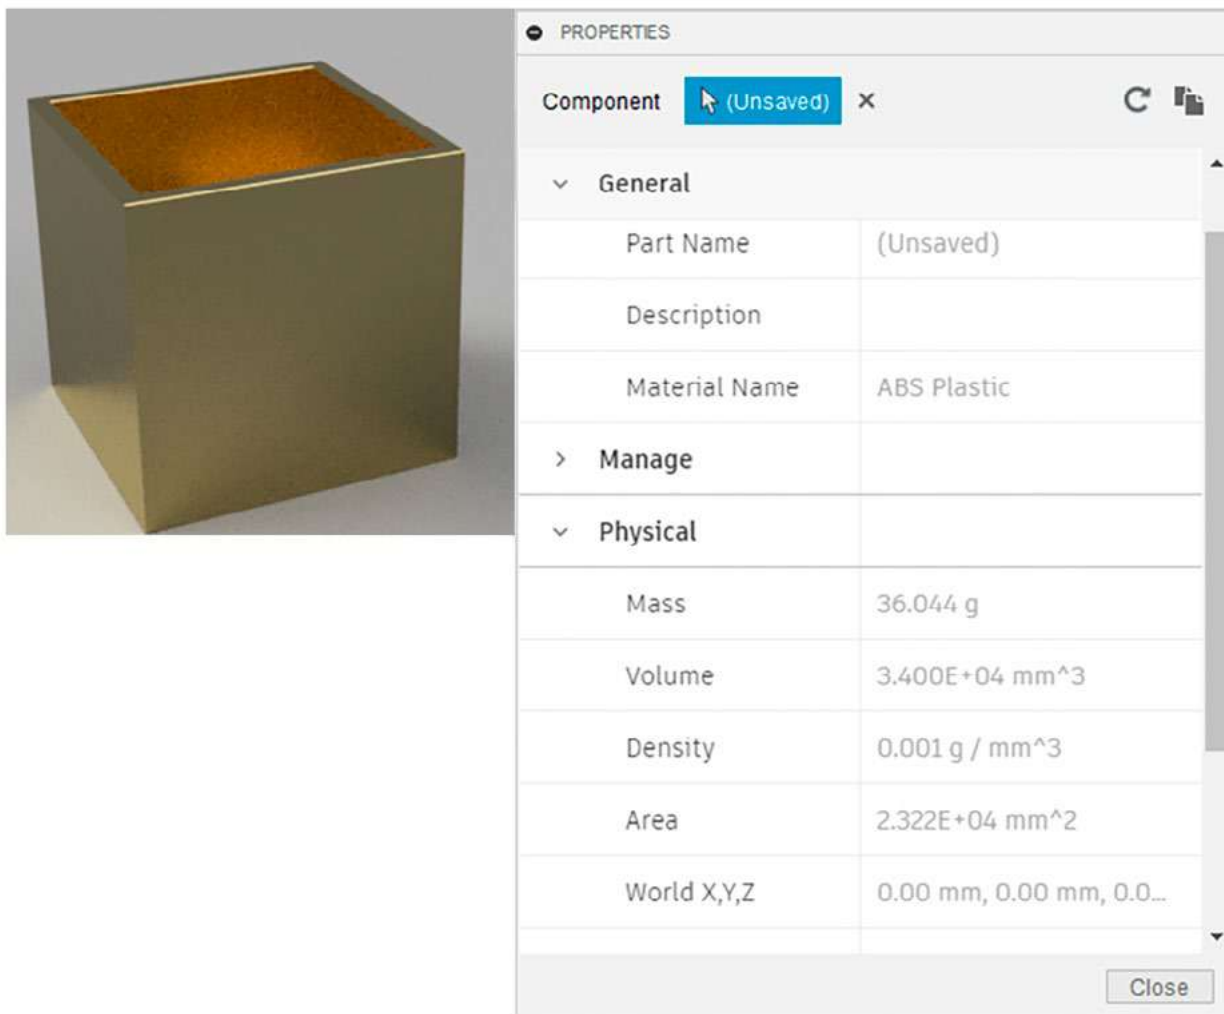 PROPERTIES
Component (Unsaved)
General
Part Name (Unsaved)
Description
Material Name ABS Plastic
Manage
Physical
Mass 36.044 g
Volume 3.400E+04 mm^3
Density 0.001 g / mm^3
Area 2.322E+04 mm^2
World X,Y,Z 0.00 mm, 0.00 mm, 0.0...
Close